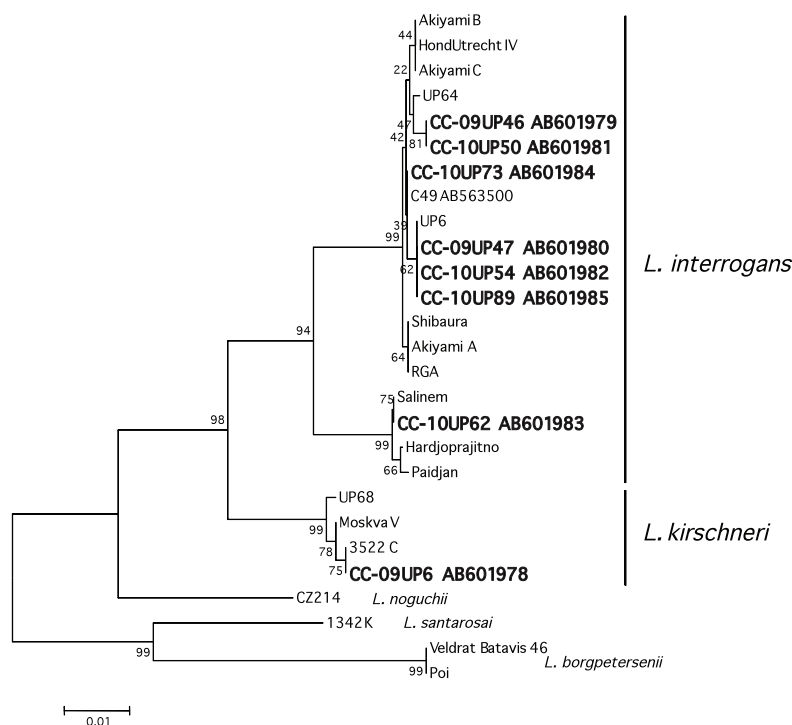 Akiyami B
44
HondUtrecht IV
Akiyami C
22
UP64
47
CC-09UP46 AB601979
42
81
CC-10UP50 AB601981
CC-10UP73 AB601984
C49 AB563500
UP6
39
99
CC-09UP47 AB601980
62
CC-10UP54 AB601982
L. interrogans
CC-10UP89 AB601985
Shibaura
94
Akiyami A
64
RGA
75
Salinem
98
CC-10UP62 AB601983
99
Hardjoprajitno
66
Paidjan
UP68
99
Moskva V
L. kirschneri
78
3522 C
75
CC-09UP6 AB601978
CZ214 L. noguchii
1342K L. santarosai
99
Veldrat Batavis 46
L. borgpetersenii
99
Poi
0.01